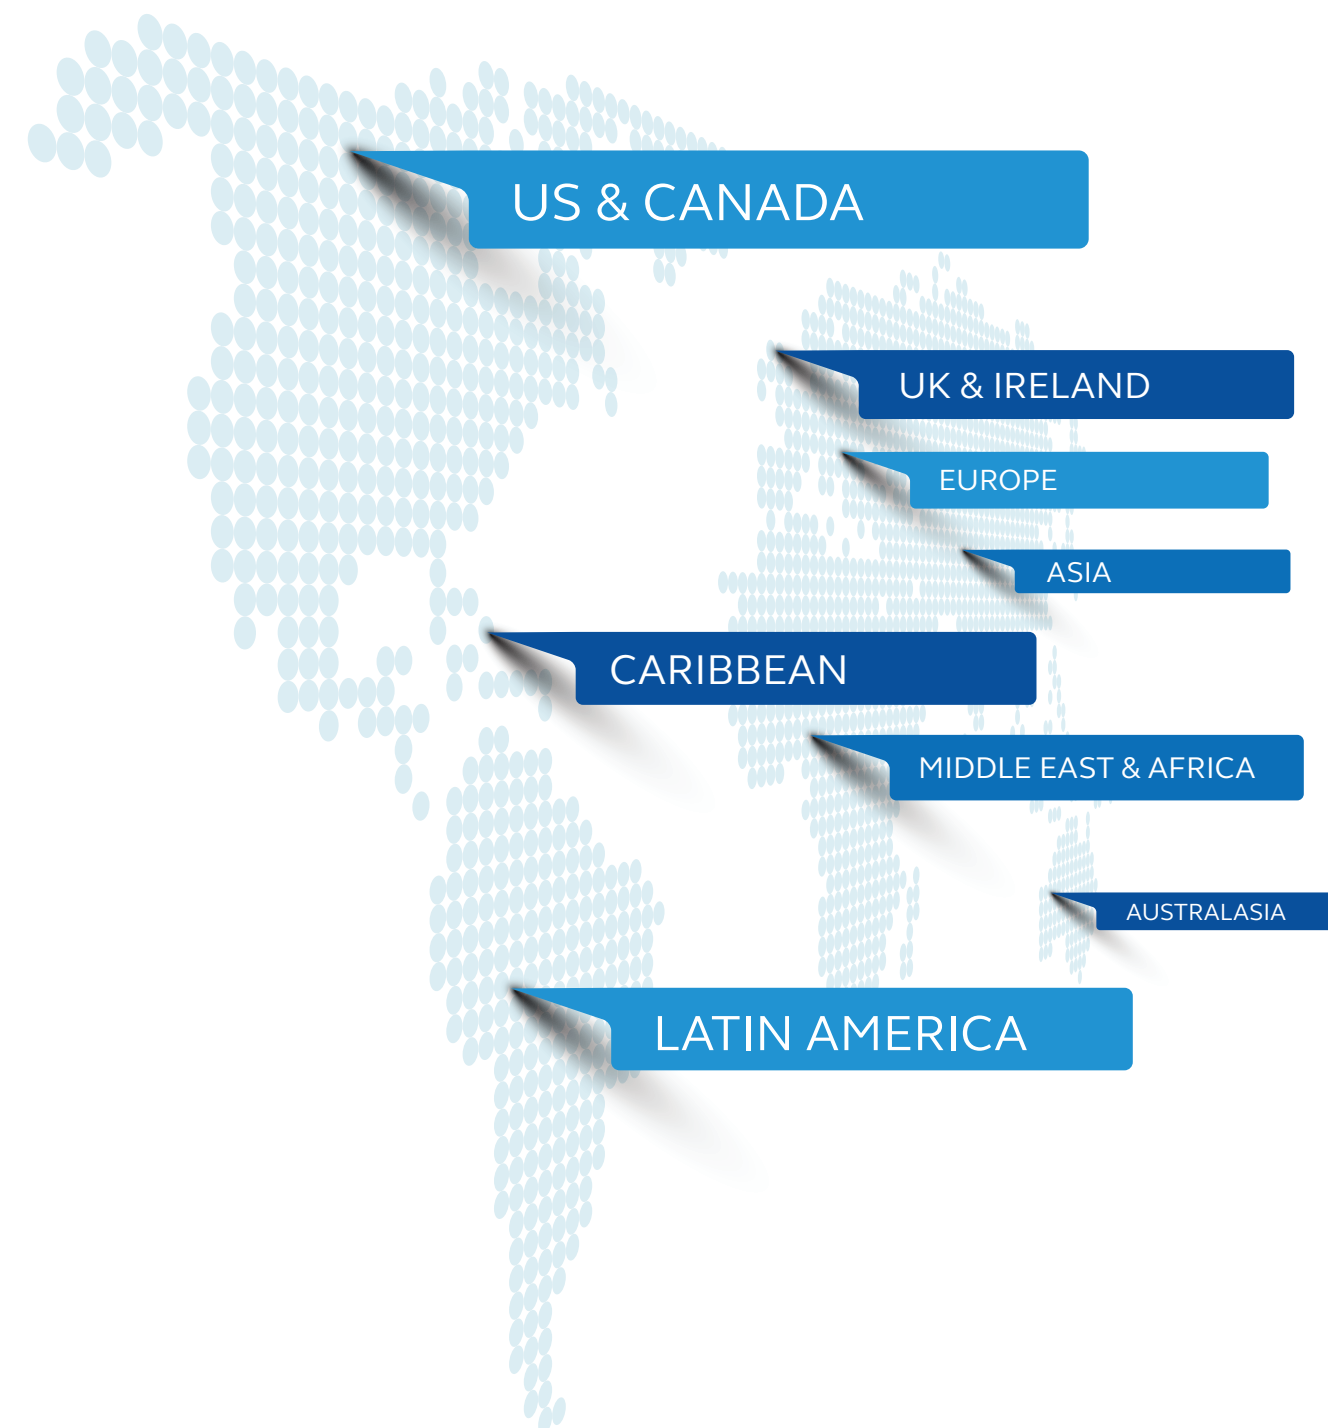 US & CANADA
UK & IRELAND
EUROPE
ASIA
CARIBBEAN
MIDDLE EAST & AFRICA
AUSTRALASIA
LATIN AMERICA